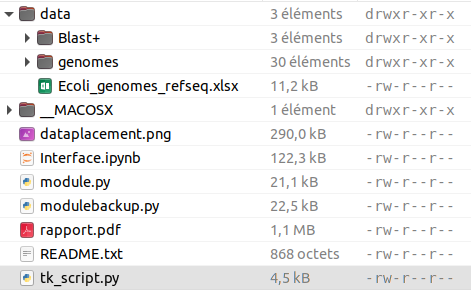 data 3 éléments drwxr-xr-x
Blast+ 3 éléments drwxr-xr-x
genomes 30 éléments drwxr-xr-x
Ecoli_genomes_refseq.xlsx 11,2 kB -rw-r--r--
__MACOSX 1 élément drwxr-xr-x
dataplacement.png 290,0 kB -rw-r--r--
Interface.ipynb 122,3 kB -rw-r--r--
module.py 21,1 kB -rw-r--r--
modulebackup.py 22,5 kB -rw-r--r--
rapport.pdf 1,1 MB -rw-r--r--
README.txt 868 octets -rw-r--r--
tk_script.py 4,5 kB -rw-r--r--